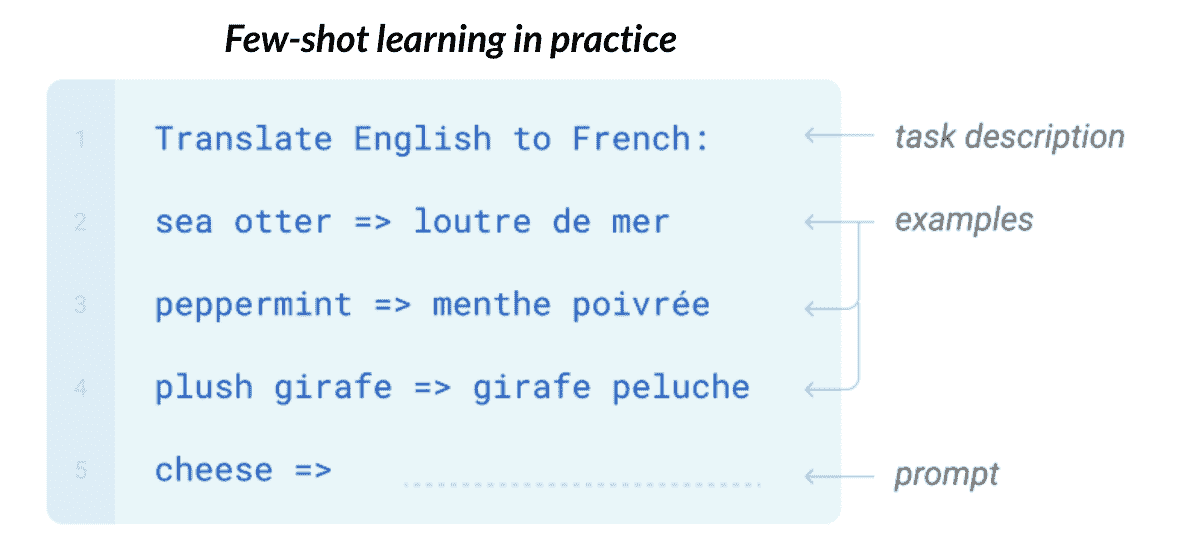 Few-shot learning in practice
1 Translate English to French: task description
2 sea otter => loutre de mer examples
3 peppermint => menthe poivrée
4 plush girafe => girafe peluche
5 cheese => prompt